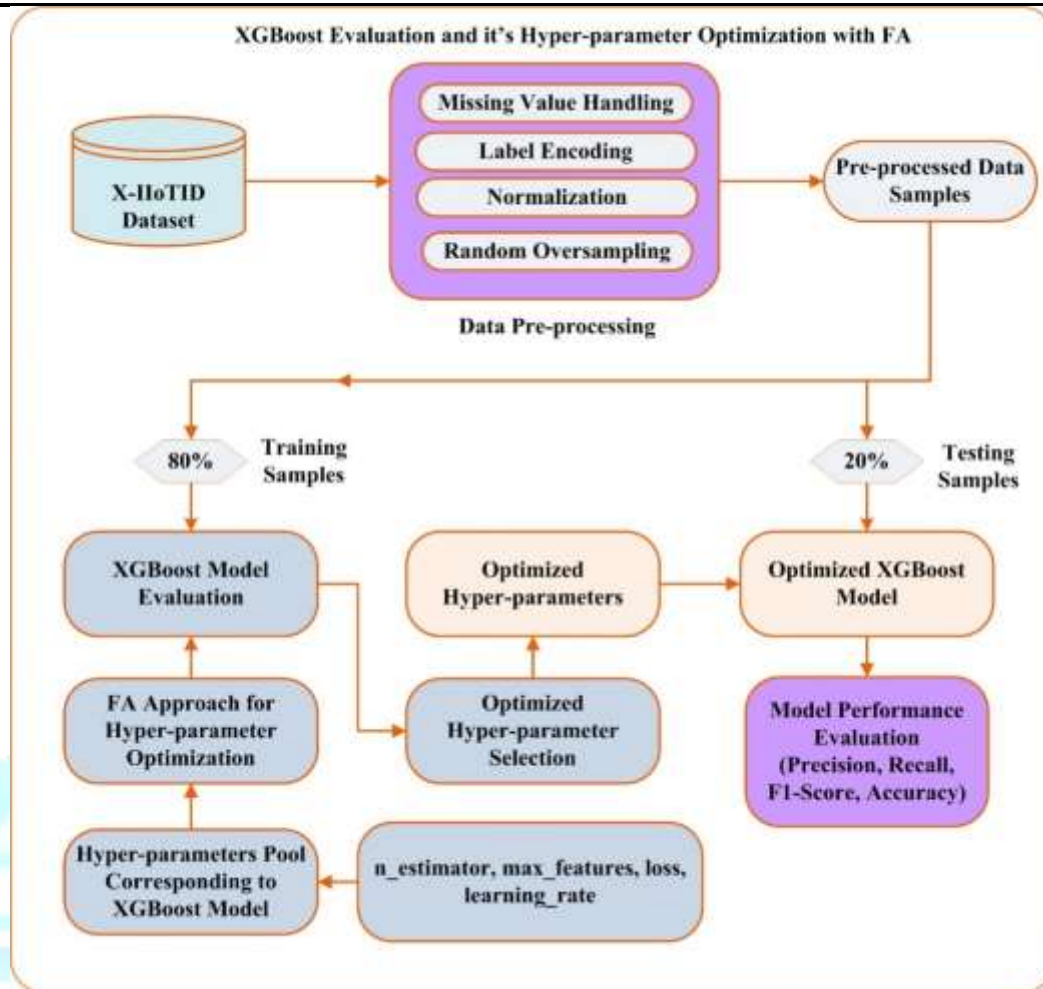 XGBoost Evaluation and it's Hyper-parameter Optimization with FA
X-IIoTID
Dataset
Missing Value Handling
Label Encoding
Normalization
Random Oversampling
Data Pre-processing
Pre-processed Data
Samples
80%
Training
Samples
20%
Testing
Samples
XGBoost Model
Evaluation
Optimized
Hyper-parameters
Optimized XGBoost
Model
FA Approach for
Hyper-parameter
Optimization
Optimized
Hyper-parameter
Selection
Model Performance
Evaluation
(Precision, Recall,
F1-Score, Accuracy)
Hyper-parameters Pool
Corresponding to
XGBoost Model
n_estimator, max_features, loss,
learning_rate